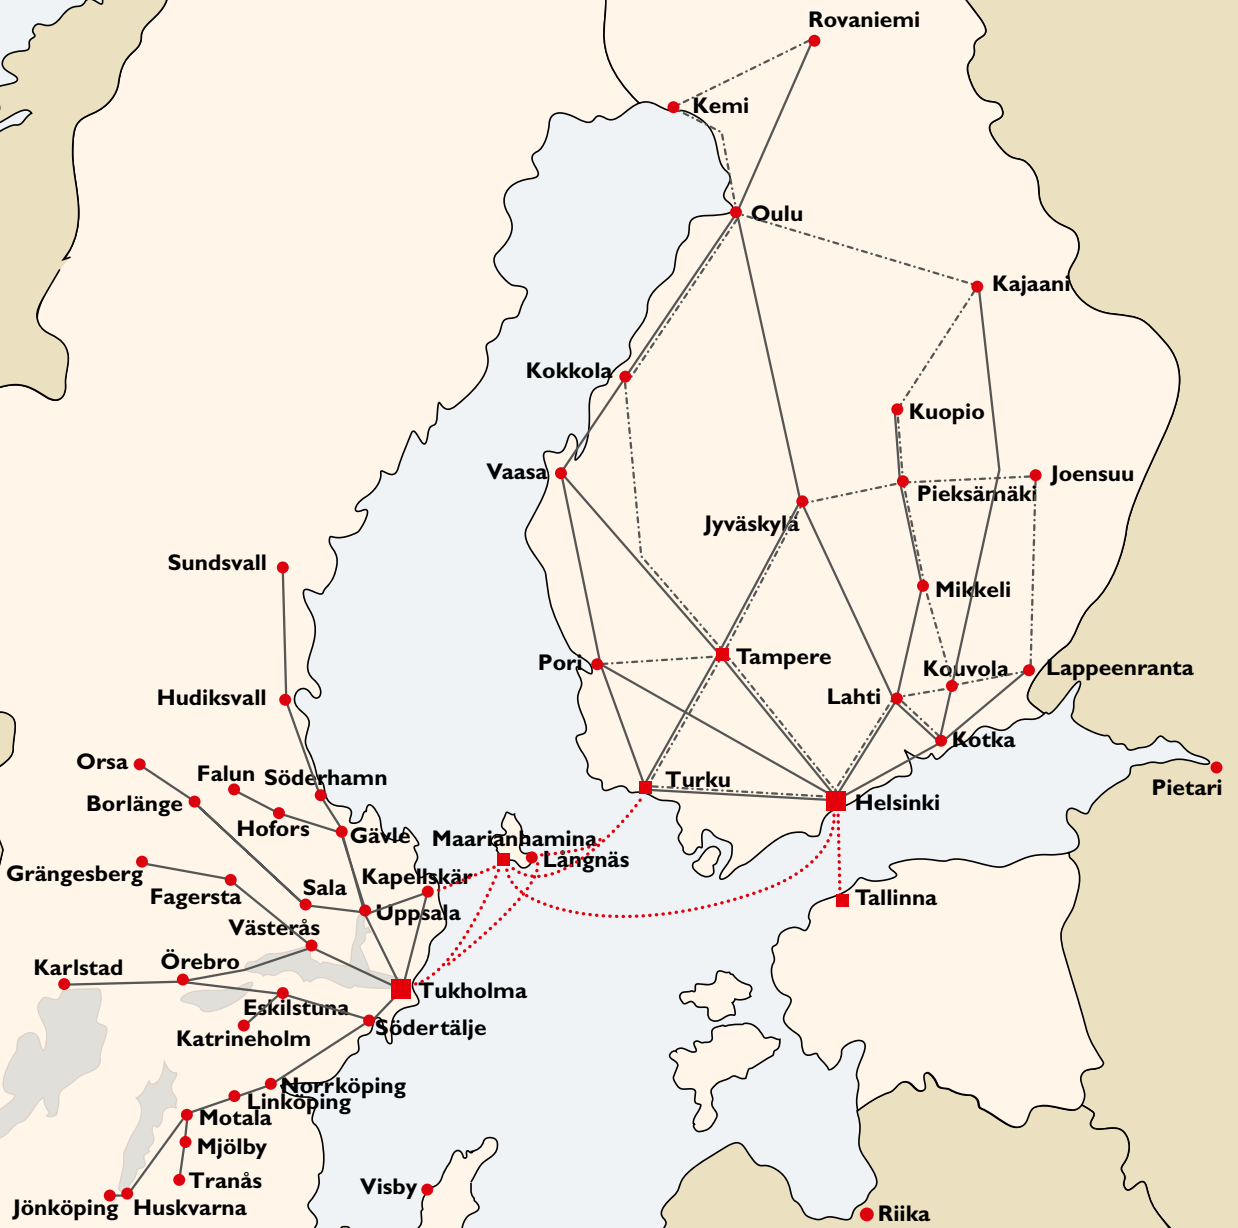 Rovaniemi
Kemi
Oulu
Kajaani
Kokkola
Kuopio
Vaasa
Joensuu
Pieksämäki
Jyväskylä
Sundsvall
Mikkeli
Tampere
Pori
Kouvola
Lappeenranta
Hudiksvall
Lahti
Kotka
Orsa
Falun
Söderhamn
Turku
Pietari
Borlänge
Helsinki
Hofors
Gävle
Maarianhamina
Långnäs
Grängesberg
Kapellskär
Fagersta
Sala
Tallinna
Uppsala
Västerås
Örebro
Karlstad
Tukholma
Eskilstuna
Södertälje
Katrineholm
Norrköping
Linköping
Motala
Mjölby
Tranås
Visby
Jönköping
Huskvarna
Riika